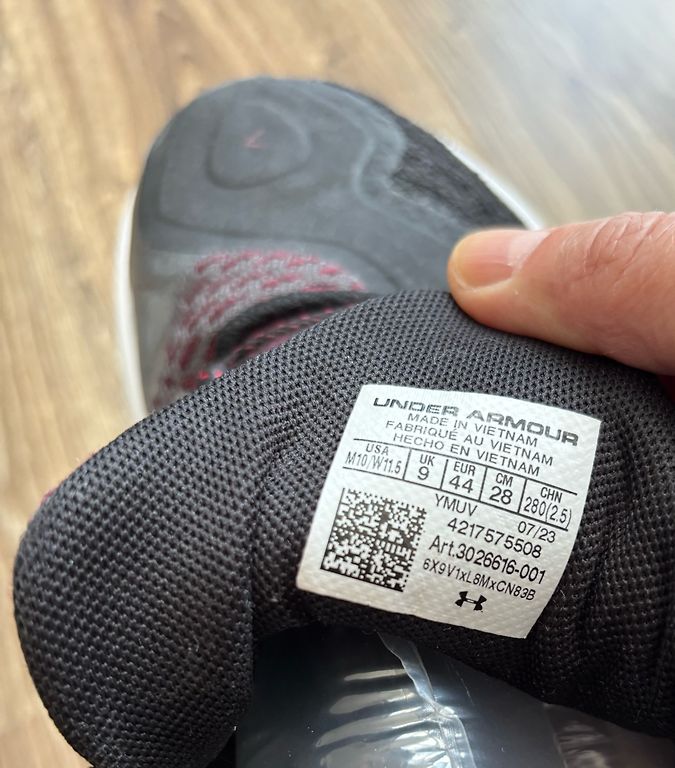 UNDER ARMOUR
MADE IN VIETNAM
FABRIQUÉ AU VIETNAM
HECHO EN VIETNAM
USA UK EUR CM CHN
M10/W11.5 9 44 28 280(2.5)
YMUV 07/23
4217575508
Art.3026616-001
6X9V1xL8MxCN83B